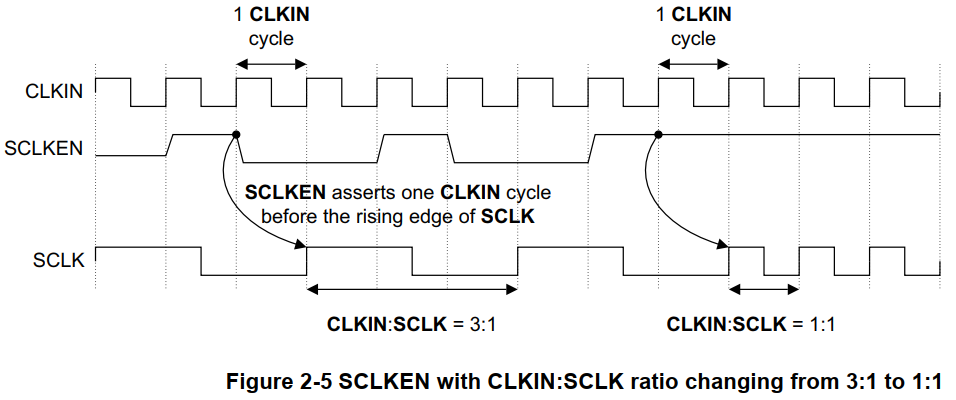 1 CLKIN
cycle
1 CLKIN
cycle
CLKIN
SCLKEN
SCLKEN asserts one CLKIN cycle
before the rising edge of SCLK
SCLK
CLKIN:SCLK = 3:1
CLKIN:SCLK = 1:1
Figure 2-5 SCLKEN with CLKIN:SCLK ratio changing from 3:1 to 1:1